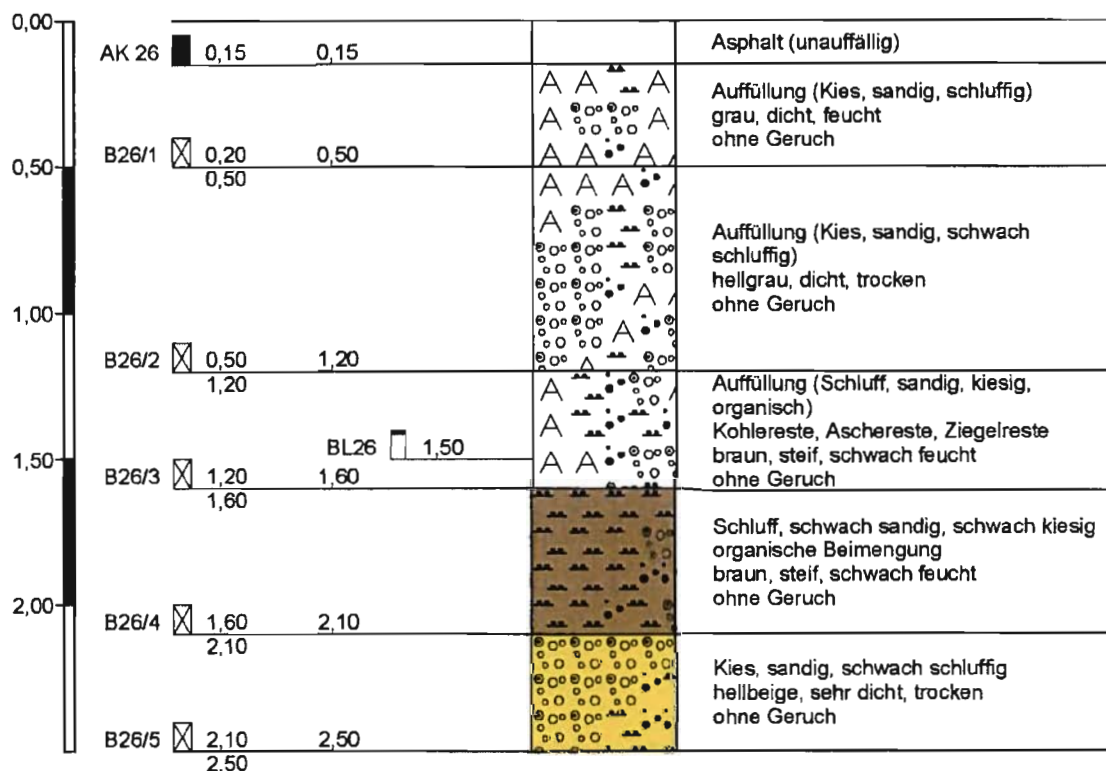 0,00
AK 26 0,15 0,15 Asphalt (unauffällig)
Auffüllung (Kies, sandig, schluffig)
grau, dicht, feucht
ohne Geruch
B26/1 0,20 0,50
0,50
0,50
Auffüllung (Kies, sandig, schwach
schluffig)
hellgrau, dicht, trocken
ohne Geruch
1,00
B26/2 0,50 1,20
1,20
Auffüllung (Schluff, sandig, kiesig,
organisch)
Kohlereste, Aschereste, Ziegelreste
braun, steif, schwach feucht
ohne Geruch
BL26 1,50
1,50
B26/3 1,20 1,60
1,60
Schluff, schwach sandig, schwach kiesig
organische Beimengung
braun, steif, schwach feucht
ohne Geruch
2,00
B26/4 1,60 2,10
2,10
Kies, sandig, schwach schluffig
hellbeige, sehr dicht, trocken
ohne Geruch
B26/5 2,10 2,50
2,50